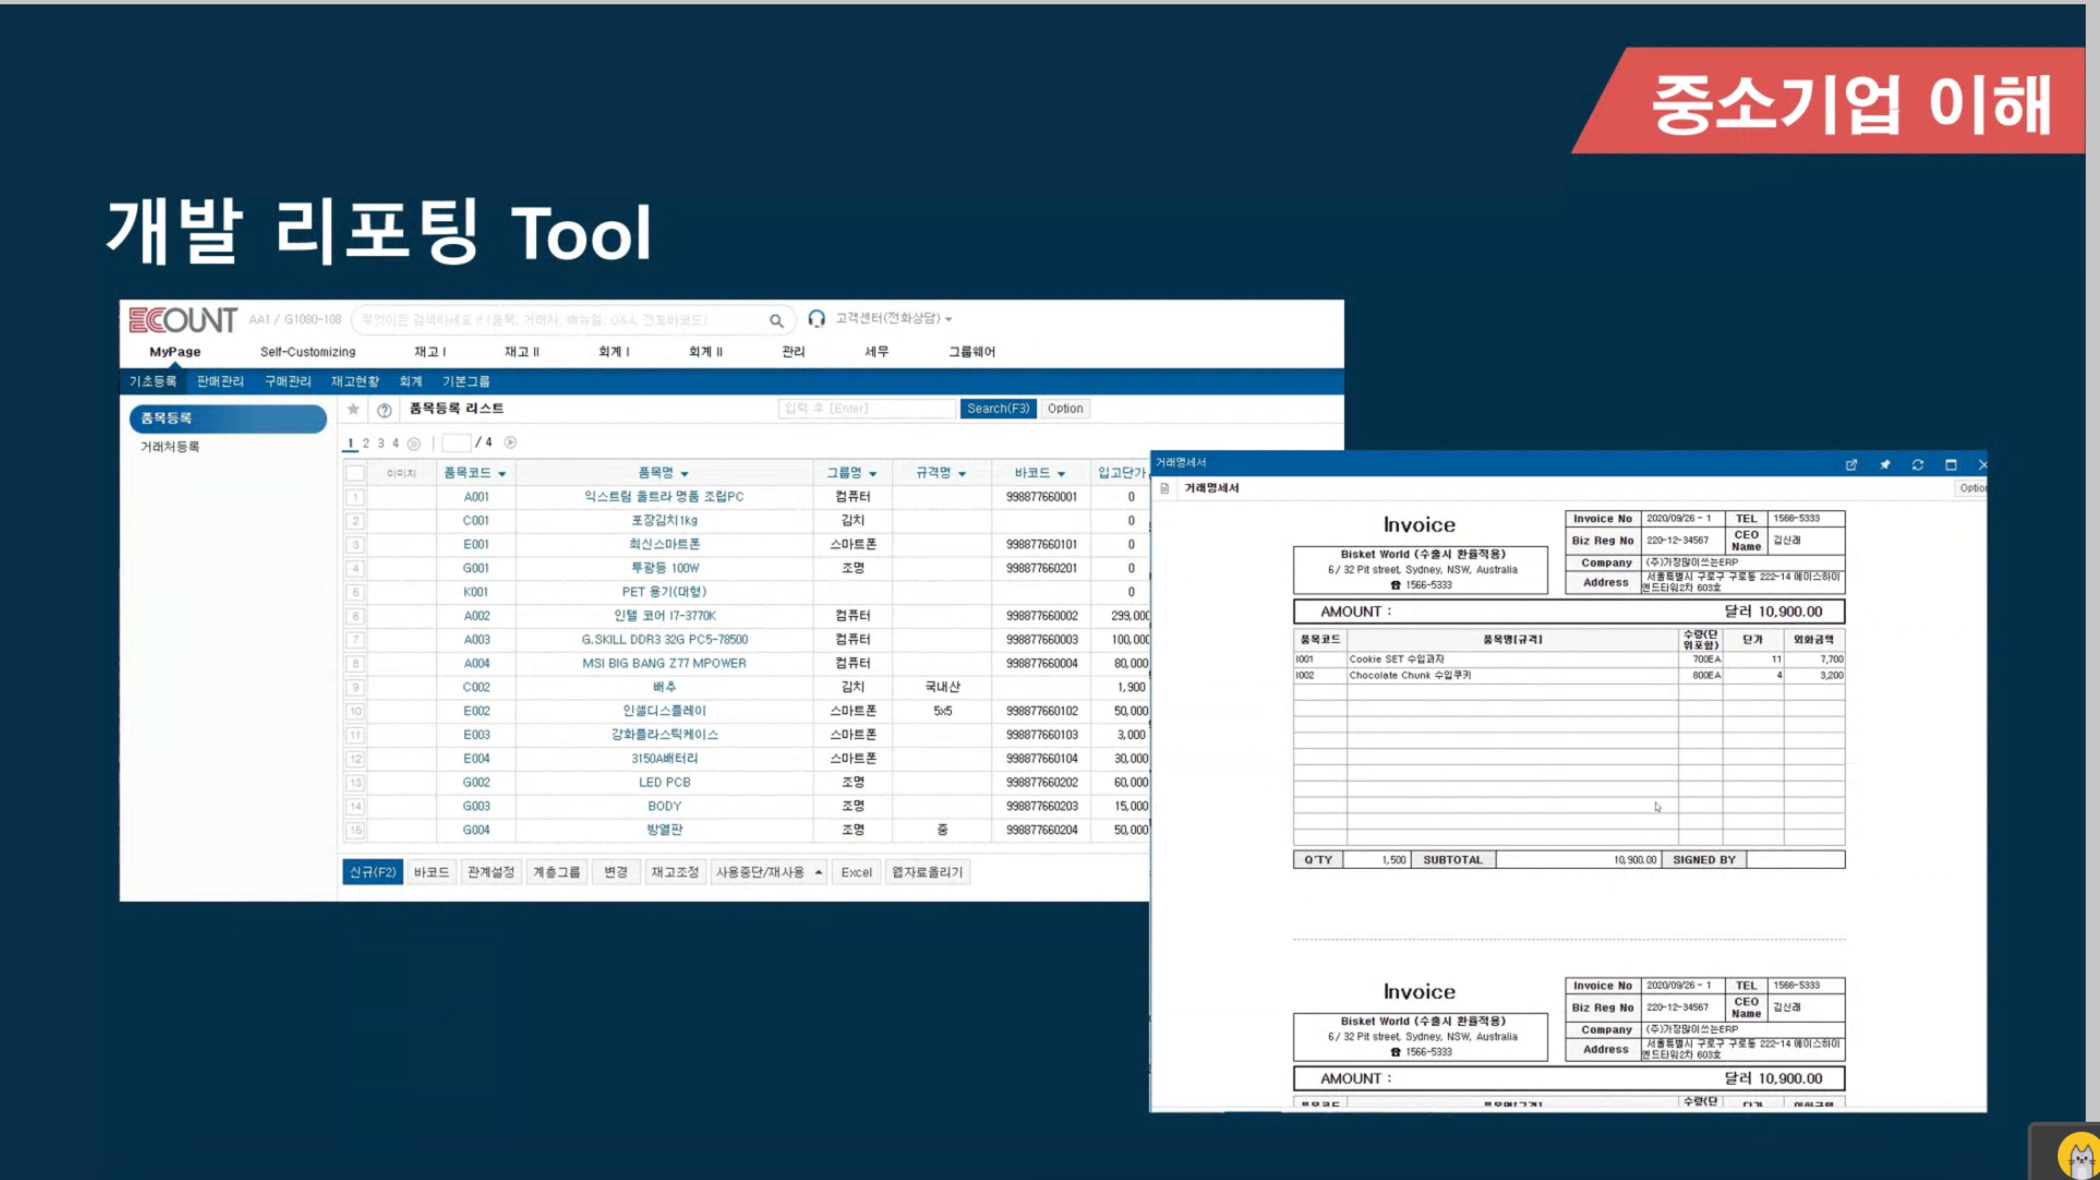 중소기업 이해
개발 리포팅 Tool
ECOUNT AA1 / G1080-108 무엇이든 검색하세요 !! (품목, 거래처, 매뉴얼, Q&A, 전표바코드) 고객센터(전화상담)
MyPage Self-Customizing 재고 I 재고 II 회계 I 회계 II 관리 세무 그룹웨어
기초등록 판매관리 구매관리 재고현황 회계 기본그룹
품목등록
거래처등록
품목등록 리스트 입력 후 [Enter] Search(F3) Option
1 2 3 4 / 4
이미지 품목코드 품목명 그룹명 규격명 바코드 입고단가
1 A001 익스트림 울트라 명품 조립PC 컴퓨터 998877660001 0
2 C001 포장김치1kg 김치 0
3 E001 최신스마트폰 스마트폰 998877660101 0
4 G001 투광등 100W 조명 998877660201 0
5 K001 PET 용기(대형) 0
6 A002 인텔 코어 I7-3770K 컴퓨터 998877660002 299,000
7 A003 G.SKILL DDR3 32G PC5-78500 컴퓨터 998877660003 100,000
8 A004 MSI BIG BANG Z77 MPOWER 컴퓨터 998877660004 80,000
9 C002 배추 김치 국내산 1,900
10 E002 인셀디스플레이 스마트폰 5x5 998877660102 50,000
11 E003 강화플라스틱케이스 스마트폰 998877660103 3,000
12 E004 3150A배터리 스마트폰 998877660104 30,000
13 G002 LED PCB 조명 998877660202 60,000
14 G003 BODY 조명 998877660203 15,000
15 G004 방열판 조명 중 998877660204 50,000
신규(F2) 바코드 관계설정 계층그룹 변경 재고조정 사용중단/재사용 Excel 웹자료올리기
거래명세서
거래명세서 Option
Invoice
Bisket World (수출시 환율적용)
6 / 32 Pit street, Sydney, NSW, Australia
☎ 1566-5333
Invoice No 2020/09/26 - 1 TEL 1566-5333
Biz Reg No 220-12-34567 CEO Name 김신래
Company (주)가장많이쓰는ERP
Address 서울특별시 구로구 구로동 222-14 에이스하이엔드타워2차 603호
AMOUNT : 달러 10,900.00
품목코드 품목명[규격] 수량(단위포함) 단가 외화금액
I001 Cookie SET 수입과자 700EA 11 7,700
I002 Chocolate Chunk 수입쿠키 800EA 4 3,200
Q'TY 1,500 SUBTOTAL 10,900.00 SIGNED BY
Invoice
Bisket World (수출시 환율적용)
6 / 32 Pit street, Sydney, NSW, Australia
☎ 1566-5333
Invoice No 2020/09/26 - 1 TEL 1566-5333
Biz Reg No 220-12-34567 CEO Name 김신래
Company (주)가장많이쓰는ERP
Address 서울특별시 구로구 구로동 222-14 에이스하이엔드타워2차 603호
AMOUNT : 달러 10,900.00
수량(단